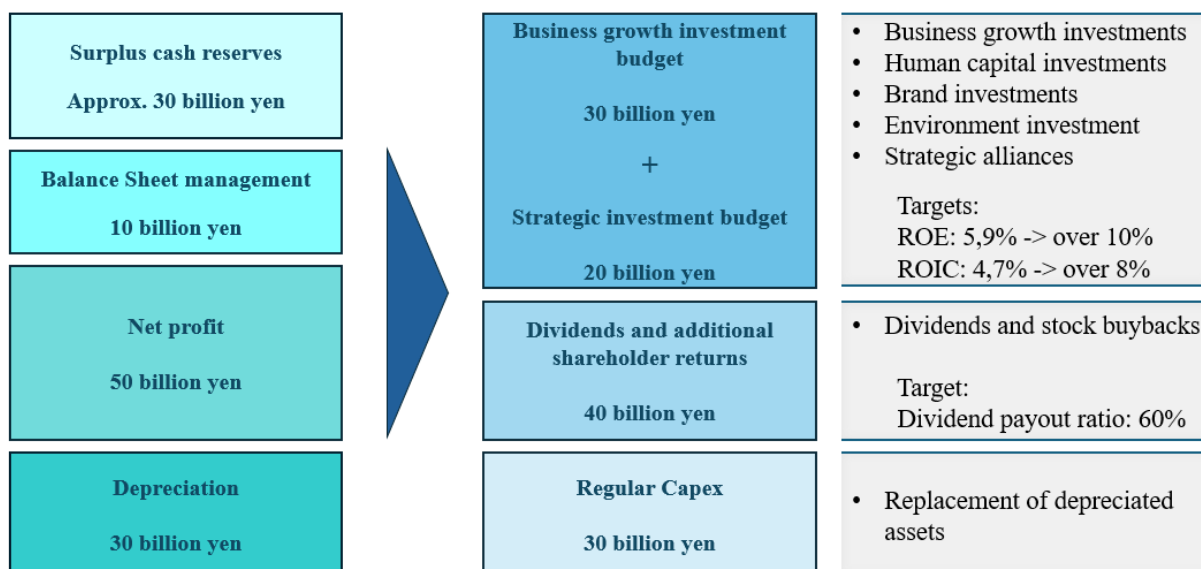 Surplus cash reserves
Approx. 30 billion yen
Balance Sheet management
10 billion yen
Net profit
50 billion yen
Depreciation
30 billion yen
Business growth investment
budget
30 billion yen
+
Strategic investment budget
20 billion yen
Dividends and additional
shareholder returns
40 billion yen
Regular Capex
30 billion yen
• Business growth investments
• Human capital investments
• Brand investments
• Environment investment
• Strategic alliances
Targets:
ROE: 5,9% -> over 10%
ROIC: 4,7% -> over 8%
• Dividends and stock buybacks
Target:
Dividend payout ratio: 60%
• Replacement of depreciated
assets